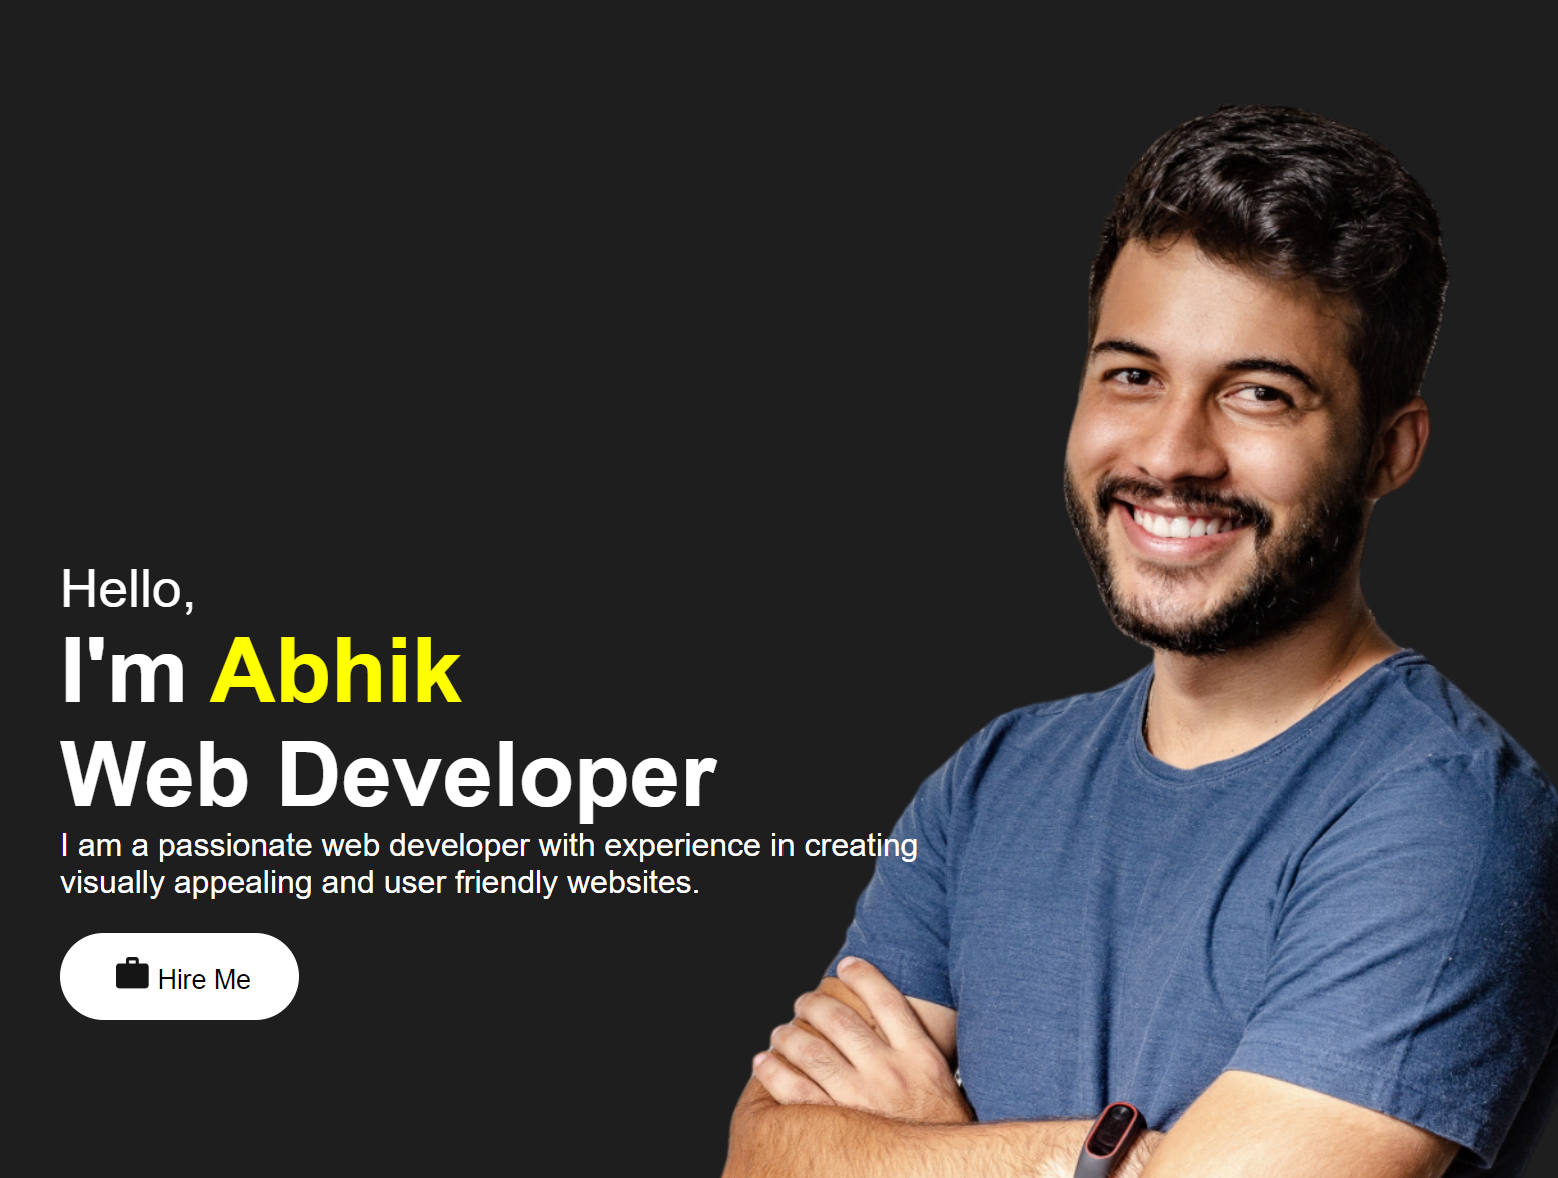 Hello,
I'm Abhik
Web Developer
I am a passionate web developer with experience in creating
visually appealing and user friendly websites.
Hire Me